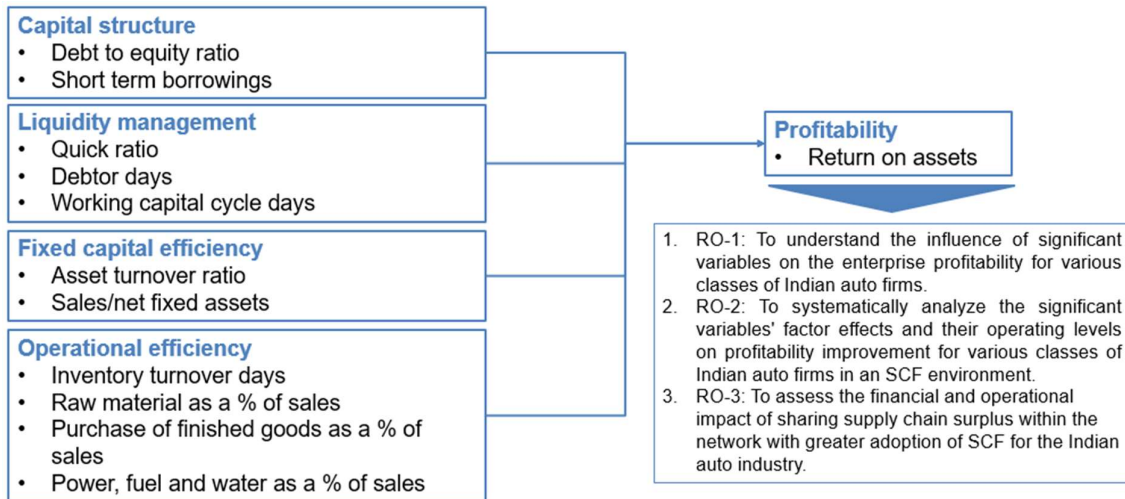 Capital structure
• Debt to equity ratio
• Short term borrowings
Liquidity management
• Quick ratio
• Debtor days
• Working capital cycle days
Fixed capital efficiency
• Asset turnover ratio
• Sales/net fixed assets
Operational efficiency
• Inventory turnover days
• Raw material as a % of sales
• Purchase of finished goods as a % of
sales
• Power, fuel and water as a % of sales
Profitability
• Return on assets
1. RO-1: To understand the influence of significant
variables on the enterprise profitability for various
classes of Indian auto firms.
2. RO-2: To systematically analyze the significant
variables' factor effects and their operating levels
on profitability improvement for various classes of
Indian auto firms in an SCF environment.
3. RO-3: To assess the financial and operational
impact of sharing supply chain surplus within the
network with greater adoption of SCF for the Indian
auto industry.